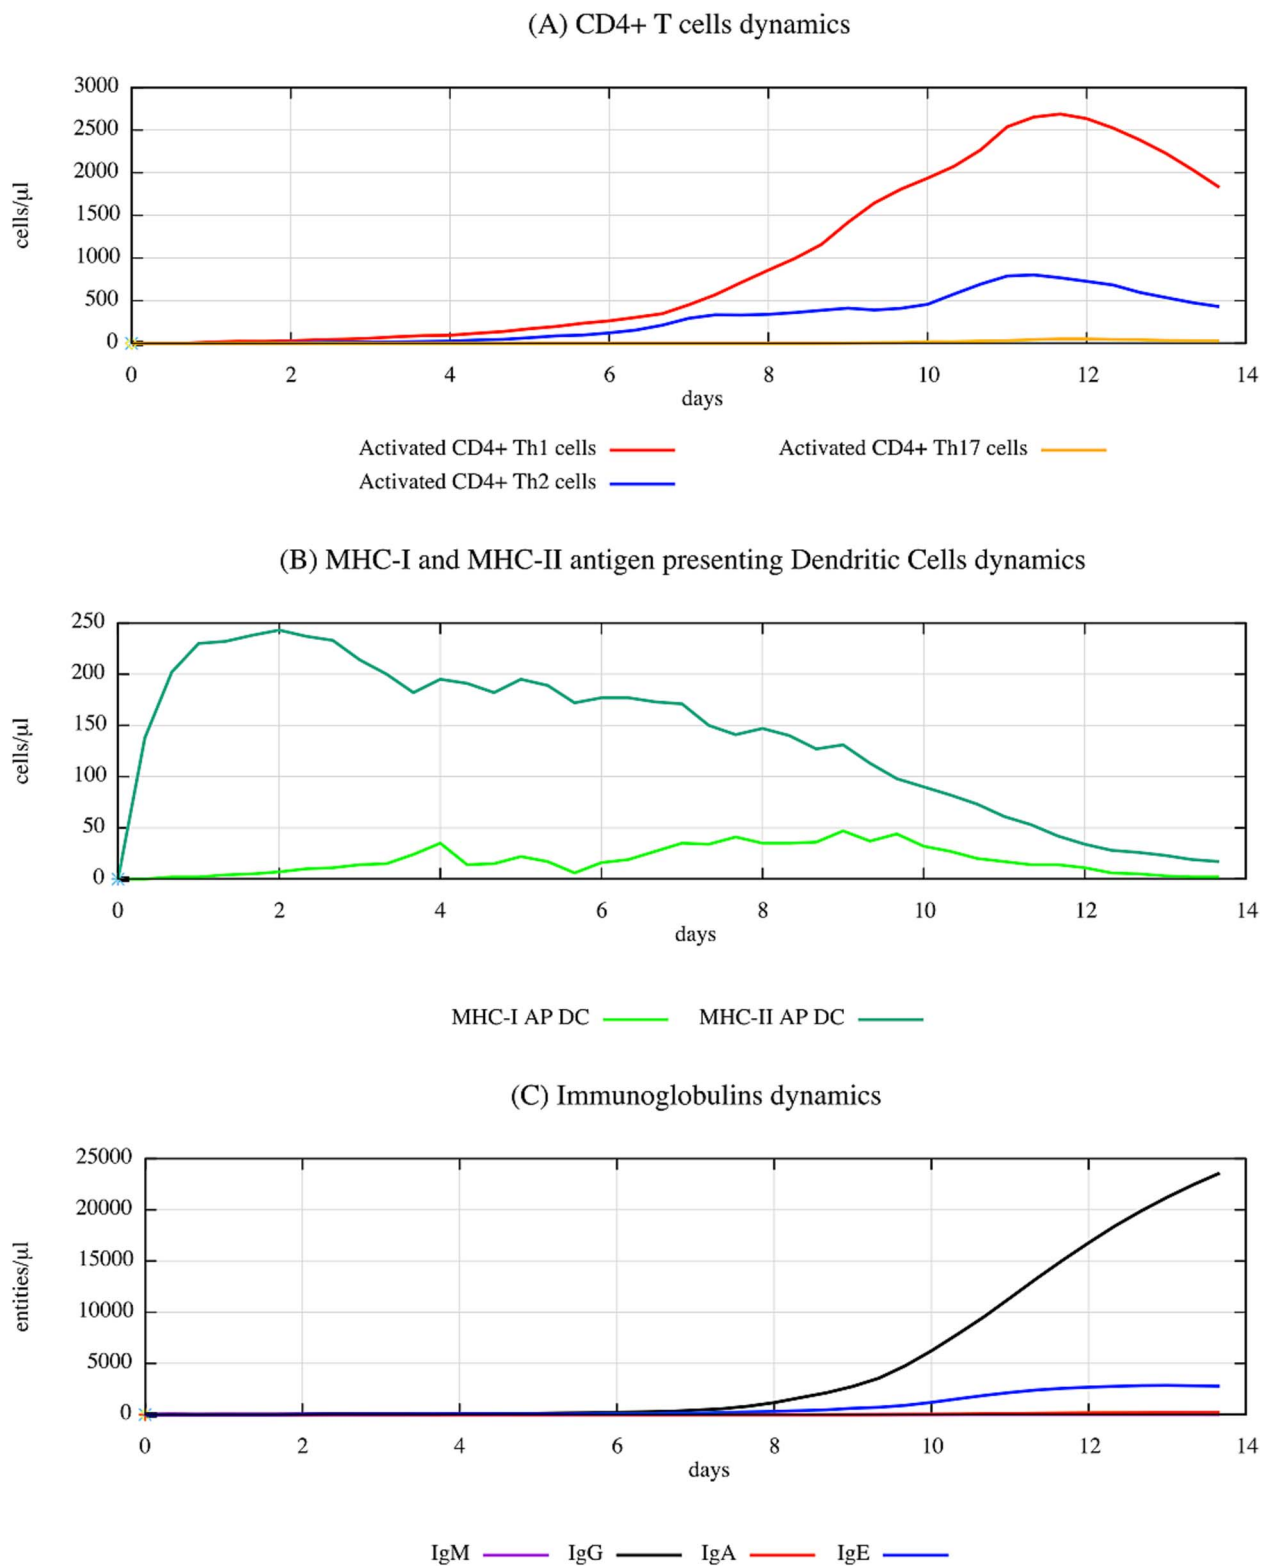 (A) CD4+ T cells dynamics
3000
2500
2000
1500
1000
500
0
cells/µl
0 2 4 6 8 10 12 14
days
Activated CD4+ Th1 cells Activated CD4+ Th17 cells
Activated CD4+ Th2 cells
(B) MHC-I and MHC-II antigen presenting Dendritic Cells dynamics
250
200
150
100
50
0
cells/µl
0 2 4 6 8 10 12 14
days
MHC-I AP DC MHC-II AP DC
(C) Immunoglobulins dynamics
25000
20000
15000
10000
5000
0
entities/µl
0 2 4 6 8 10 12 14
days
IgM IgG IgA IgE